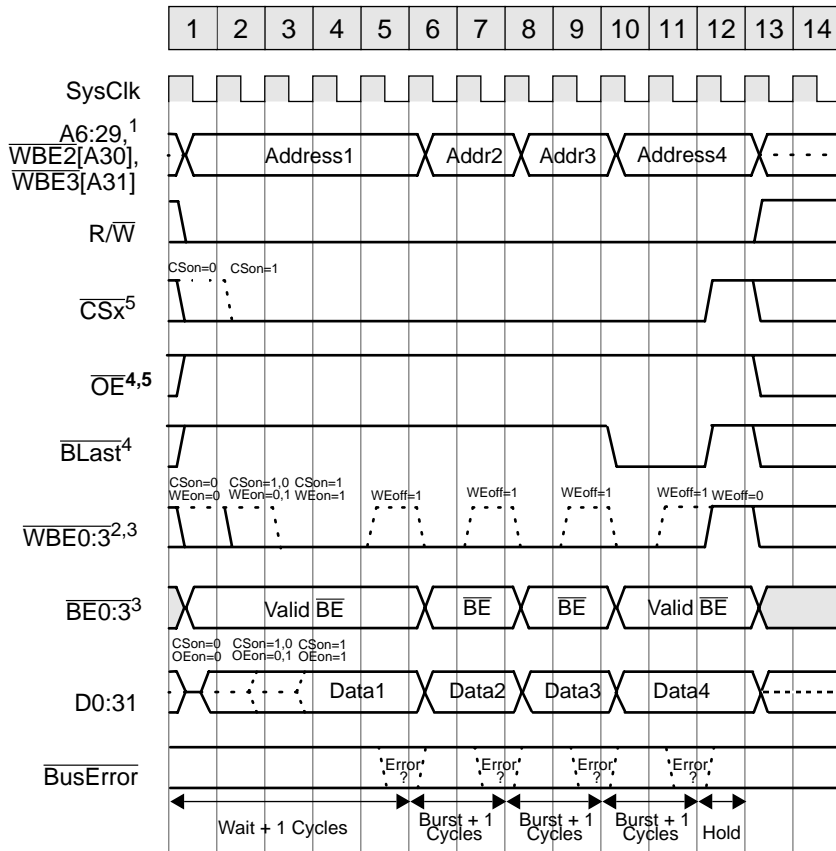 1 2 3 4 5 6 7 8 9 10 11 12 13 14
SysClk
A6:29,1
WBE2[A30],
WBE3[A31]
Address1 Addr2 Addr3 Address4
R/W
CSon=0 CSon=1
CSx5
OE4,5
BLast4
CSon=0 CSon=1,0 CSon=1
WEon=0 WEon=0,1 WEon=1
WEoff=1 WEoff=1 WEoff=1 WEoff=1 WEoff=0
WBE0:32,3
BE0:33
Valid BE BE BE Valid BE
CSon=0 CSon=1,0 CSon=1
OEon=0 OEon=0,1 OEon=1
D0:31
Data1 Data2 Data3 Data4
BusError
Error Error Error Error
? ? ? ?
Wait + 1 Cycles
Burst + 1 Burst + 1 Burst + 1 Hold
Cycles Cycles Cycles